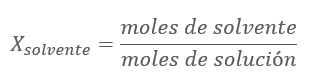 X_solvente = moles de solvente / moles de solución